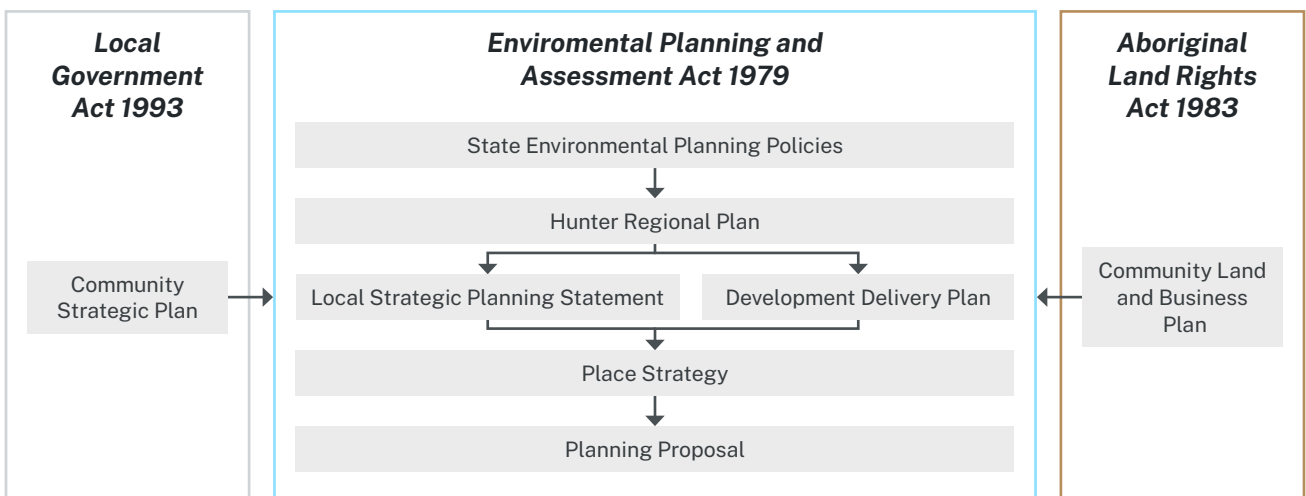 Local
Government
Act 1993
Community
Strategic Plan
Enviromental Planning and
Assessment Act 1979
State Environmental Planning Policies
Hunter Regional Plan
Local Strategic Planning Statement
Development Delivery Plan
Place Strategy
Planning Proposal
Aboriginal
Land Rights
Act 1983
Community Land
and Business
Plan